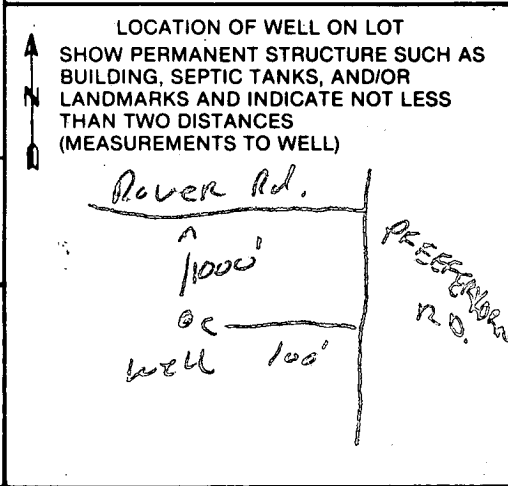 LOCATION OF WELL ON LOT
SHOW PERMANENT STRUCTURE SUCH AS
BUILDING, SEPTIC TANKS, AND/OR
LANDMARKS AND INDICATE NOT LESS
THAN TWO DISTANCES
(MEASUREMENTS TO WELL)
N
Rd.
1000'
RD.
well 100'